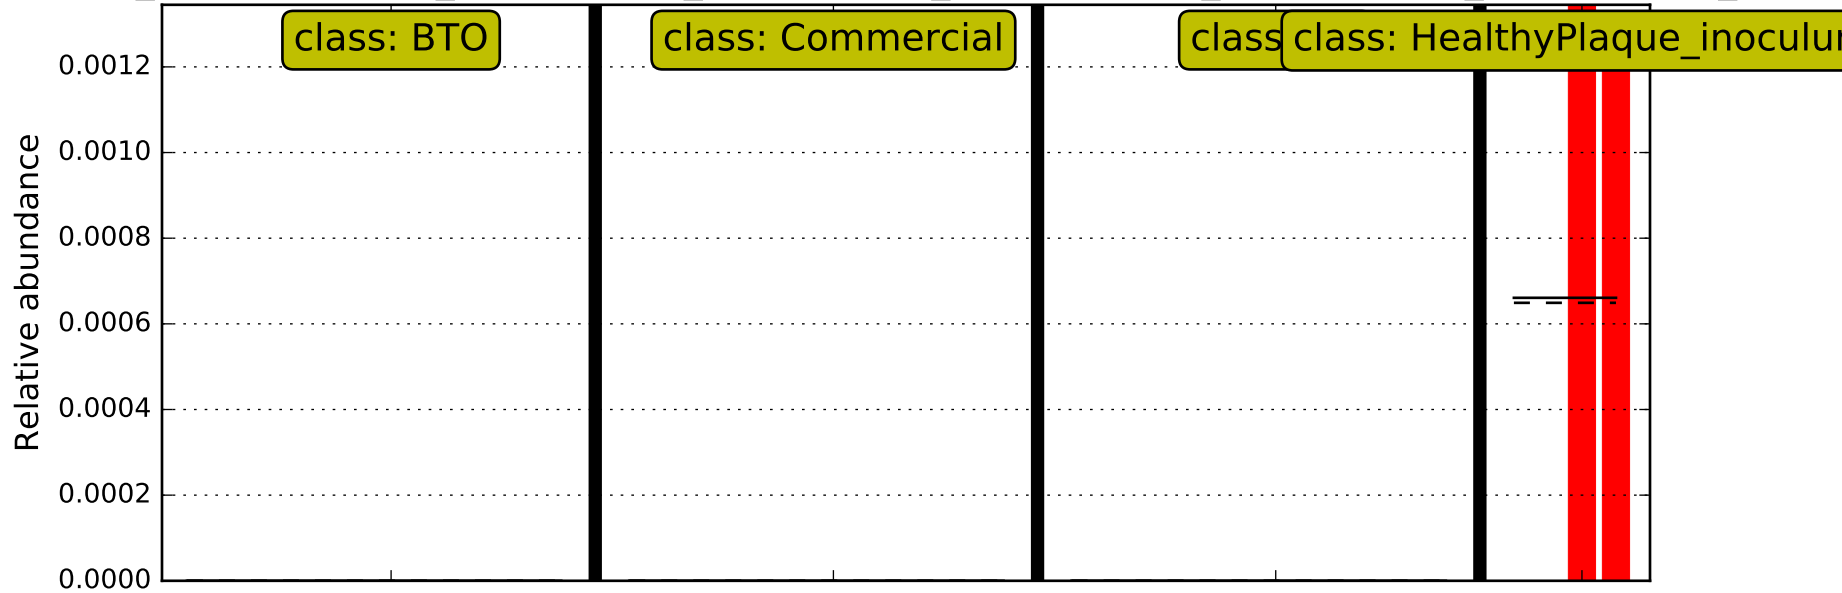 class: BTO
class: Commercial
class
class: HealthyPlaque_inoculu
0.0012
0.0010
0.0008
0.0006
0.0004
0.0002
0.0000
Relative abundance